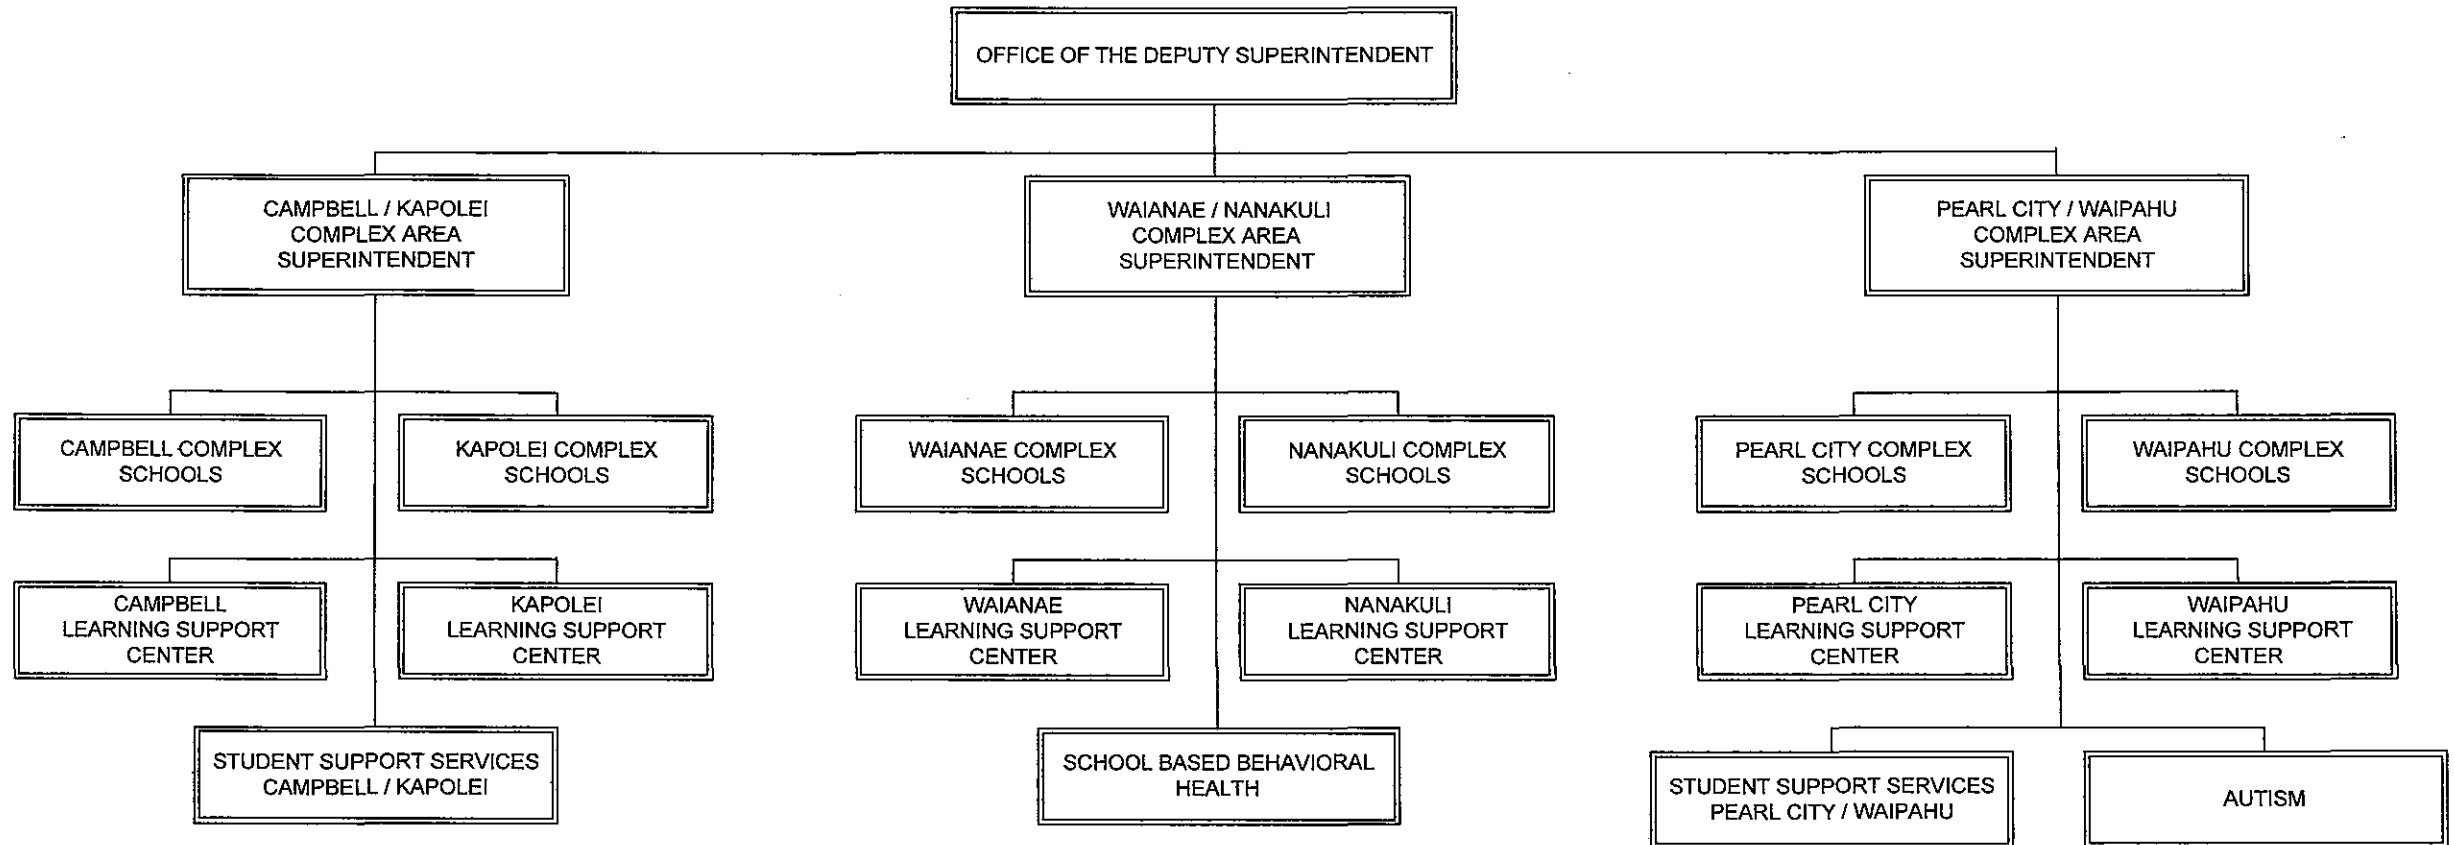 OFFICE OF THE DEPUTY SUPERINTENDENT
CAMPBELL / KAPOLEI
COMPLEX AREA
SUPERINTENDENT
WAIANAE / NANAKULI
COMPLEX AREA
SUPERINTENDENT
PEARL CITY / WAIPAHU
COMPLEX AREA
SUPERINTENDENT
CAMPBELL COMPLEX
SCHOOLS
KAPOLEI COMPLEX
SCHOOLS
WAIANAE COMPLEX
SCHOOLS
NANAKULI COMPLEX
SCHOOLS
PEARL CITY COMPLEX
SCHOOLS
WAIPAHU COMPLEX
SCHOOLS
CAMPBELL
LEARNING SUPPORT
CENTER
KAPOLEI
LEARNING SUPPORT
CENTER
WAIANAE
LEARNING SUPPORT
CENTER
NANAKULI
LEARNING SUPPORT
CENTER
PEARL CITY
LEARNING SUPPORT
CENTER
WAIPAHU
LEARNING SUPPORT
CENTER
STUDENT SUPPORT SERVICES
CAMPBELL / KAPOLEI
SCHOOL BASED BEHAVIORAL
HEALTH
STUDENT SUPPORT SERVICES
PEARL CITY / WAIPAHU
AUTISM